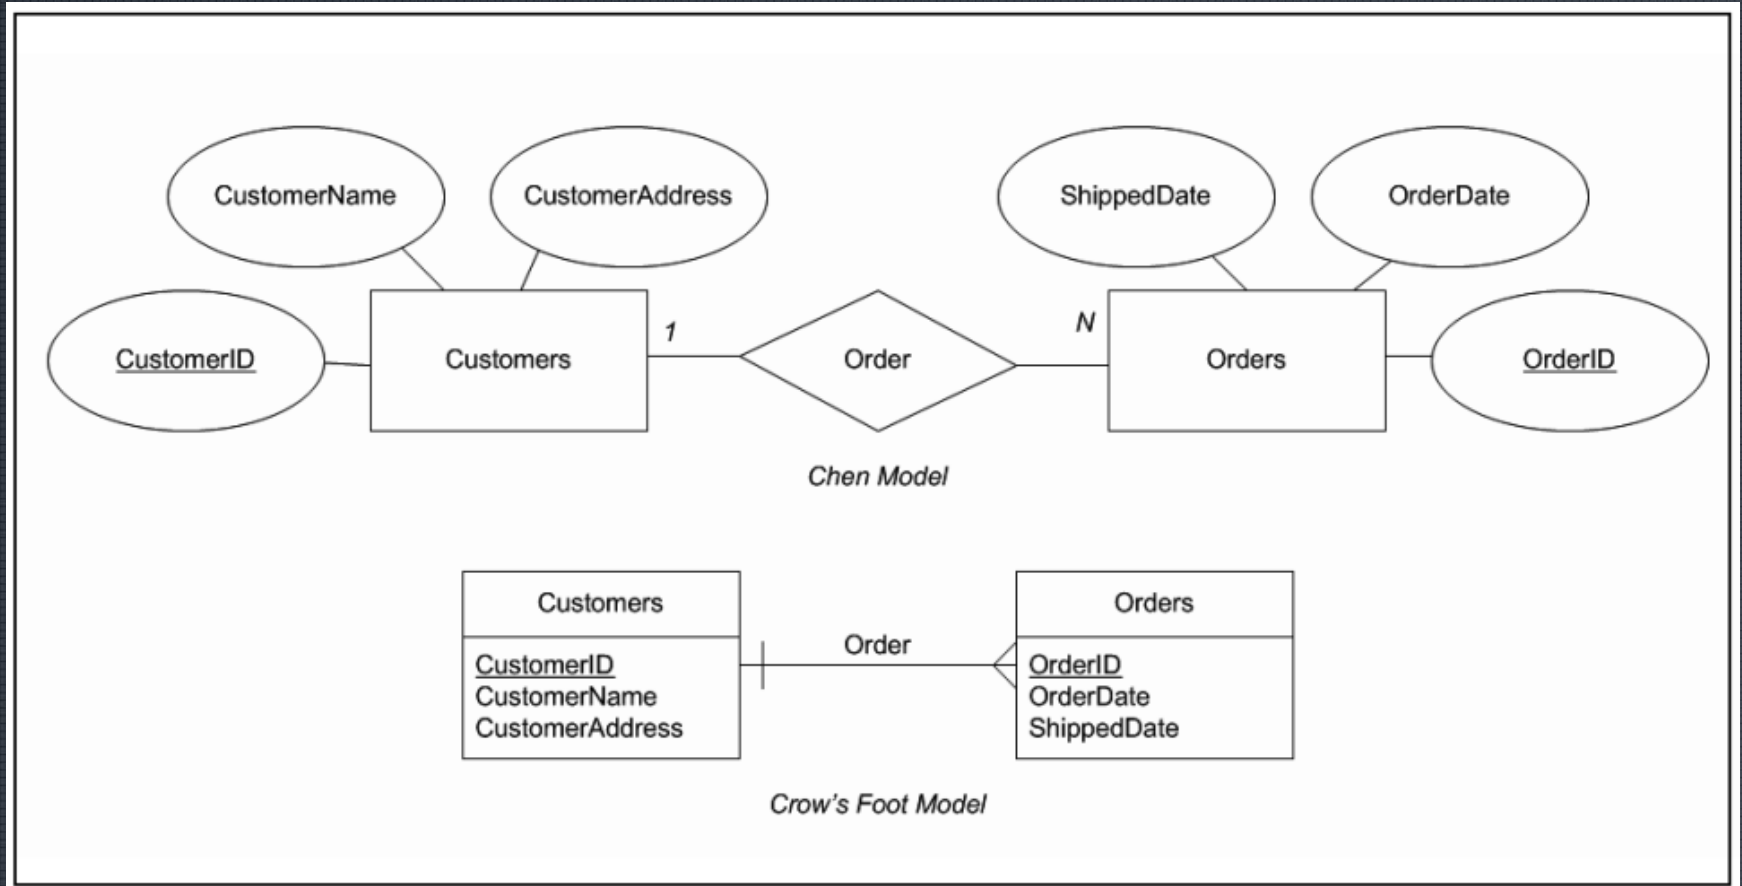 CustomerName
CustomerAddress
ShippedDate
OrderDate
CustomerID
Customers
1
Order
N
Orders
OrderID
Chen Model
Customers
CustomerID
CustomerName
CustomerAddress
Order
Orders
OrderID
OrderDate
ShippedDate
Crow's Foot Model